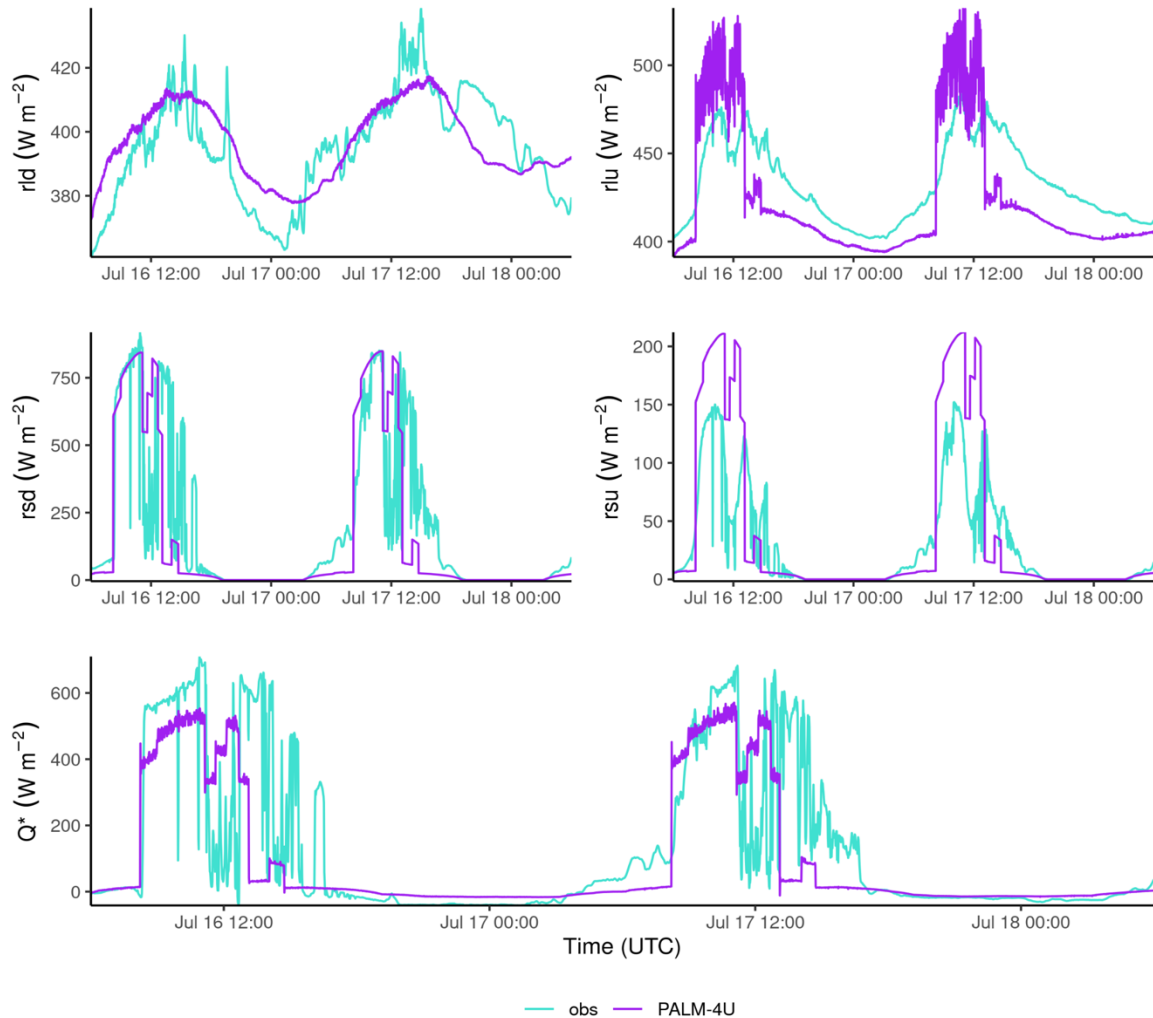 rld (W m⁻²)
420
400
380
Jul 16 12:00 Jul 17 00:00 Jul 17 12:00 Jul 18 00:00
rlu (W m⁻²)
500
450
400
Jul 16 12:00 Jul 17 00:00 Jul 17 12:00 Jul 18 00:00
rsd (W m⁻²)
750
500
250
0
Jul 16 12:00 Jul 17 00:00 Jul 17 12:00 Jul 18 00:00
rsu (W m⁻²)
200
150
100
50
0
Jul 16 12:00 Jul 17 00:00 Jul 17 12:00 Jul 18 00:00
Q* (W m⁻²)
600
400
200
0
Jul 16 12:00 Jul 17 00:00 Jul 17 12:00 Jul 18 00:00
Time (UTC)
obs PALM-4U